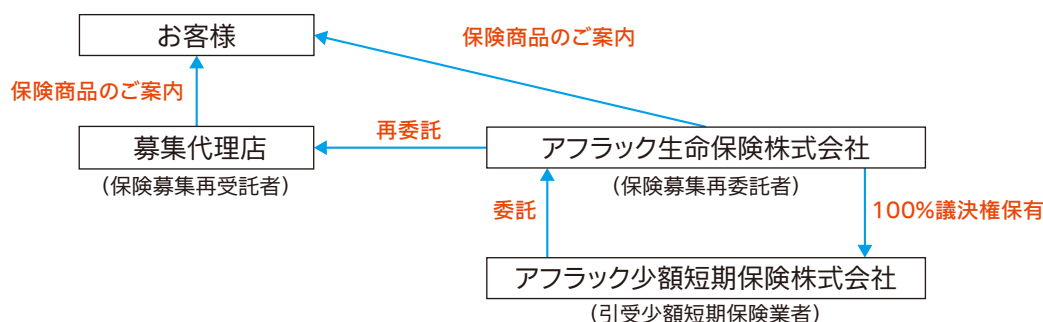 お客様
保険商品のご案内
保険商品のご案内
募集代理店
(保険募集再受託者)
再委託
アフラック生命保険株式会社
(保険募集再委託者)
委託
100%議決権保有
アフラック少額短期保険株式会社
(引受少額短期保険業者)